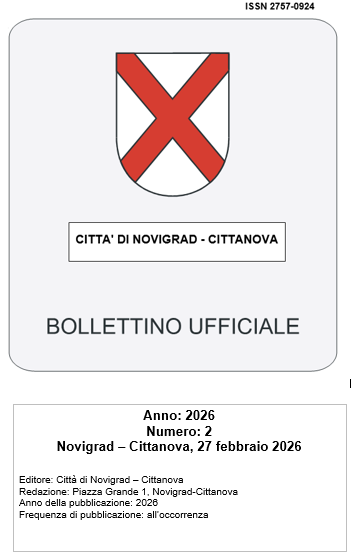 ISSN 2757-0924
CITTA' DI NOVIGRAD - CITTANOVA
BOLLETTINO UFFICIALE
Anno: 2026
Numero: 2
Novigrad – Cittanova, 27 febbraio 2026
Editore: Città di Novigrad – Cittanova
Redazione: Piazza Grande 1, Novigrad-Cittanova
Anno della pubblicazione: 2026
Frequenza di pubblicazione: all'occorrenza